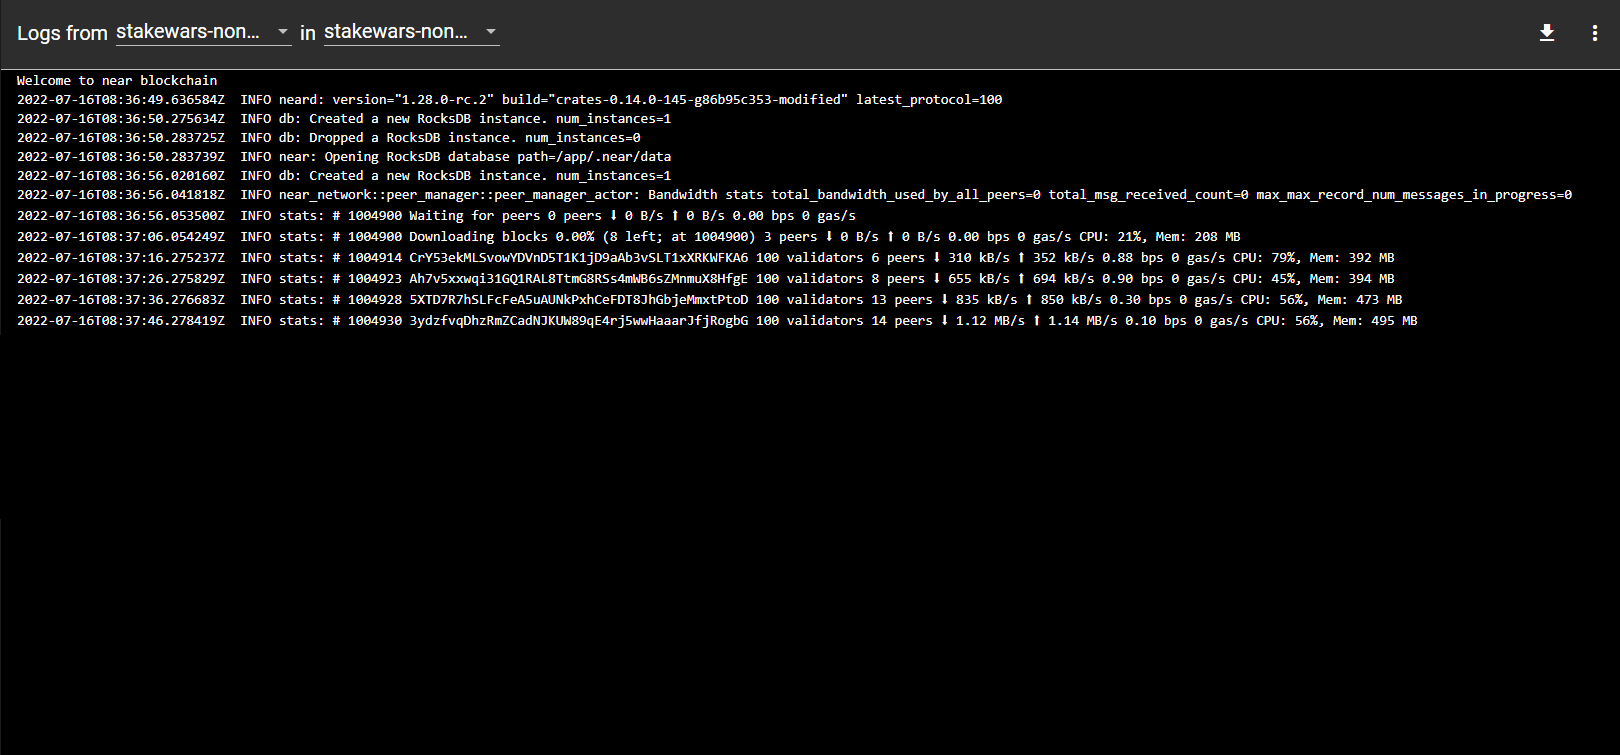 Logs from stakewars-non... in stakewars-non...
Welcome to near blockchain
2022-07-16T08:36:49.636584Z  INFO neard: version="1.28.0-rc.2" build="crates-0.14.0-145-g86b95c353-modified" latest_protocol=100
2022-07-16T08:36:50.275634Z  INFO db: Created a new RocksDB instance. num_instances=1
2022-07-16T08:36:50.283725Z  INFO db: Dropped a RocksDB instance. num_instances=0
2022-07-16T08:36:50.283739Z  INFO near: Opening RocksDB database path=/app/.near/data
2022-07-16T08:36:56.020160Z  INFO db: Created a new RocksDB instance. num_instances=1
2022-07-16T08:36:56.041818Z  INFO near_network::peer_manager::peer_manager_actor: Bandwidth stats total_bandwidth_used_by_all_peers=0 total_msg_received_count=0 max_max_record_num_messages_in_progress=0
2022-07-16T08:36:56.053500Z  INFO stats: # 1004900 Waiting for peers 0 peers ⬇ 0 B/s ⬆ 0 B/s 0.00 bps 0 gas/s
2022-07-16T08:37:06.054249Z  INFO stats: # 1004900 Downloading blocks 0.00% (8 left; at 1004900) 3 peers ⬇ 0 B/s ⬆ 0 B/s 0.00 bps 0 gas/s CPU: 21%, Mem: 208 MB
2022-07-16T08:37:16.275237Z  INFO stats: # 1004914 CrY53ekMLSvowYDVnD5T1K1jD9aAb3vSLT1xXRKWFKA6 100 validators 6 peers ⬇ 310 kB/s ⬆ 352 kB/s 0.88 bps 0 gas/s CPU: 79%, Mem: 392 MB
2022-07-16T08:37:26.275829Z  INFO stats: # 1004923 Ah7v5xxwqi31GQ1RAL8TtmG8RSs4mWB6sZMnmuX8HfgE 100 validators 8 peers ⬇ 655 kB/s ⬆ 694 kB/s 0.90 bps 0 gas/s CPU: 45%, Mem: 394 MB
2022-07-16T08:37:36.276683Z  INFO stats: # 1004928 5XTD7R7hSLFcFeA5uAUNkPxhCeFDT8JhGbjeMmxtPtoD 100 validators 13 peers ⬇ 835 kB/s ⬆ 850 kB/s 0.30 bps 0 gas/s CPU: 56%, Mem: 473 MB
2022-07-16T08:37:46.278419Z  INFO stats: # 1004930 3ydzfvqDhzRmZCadNJKUW89qE4rj5wwHaaarJfjRogbG 100 validators 14 peers ⬇ 1.12 MB/s ⬆ 1.14 MB/s 0.10 bps 0 gas/s CPU: 56%, Mem: 495 MB